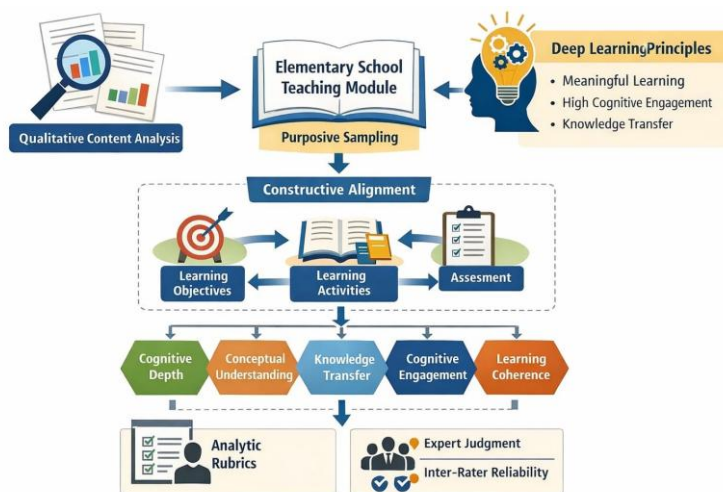 Elementary School
Teaching Module
Purposive Sampling
Qualitative Content Analysis
Deep LearningPrinciples
• Meaningful Learning
• High Cognitive Engagement
• Knowledge Transfer
Constructive Alignment
Learning
Objectives
Learning
Activities
Assesment
Cognitive
Depth
Conceptual
Understanding
Knowledge
Transfer
Cognitive
Engagement
Learning
Coherence
Analytic
Rubrics
Expert Judgment
Inter-Rater Reliability